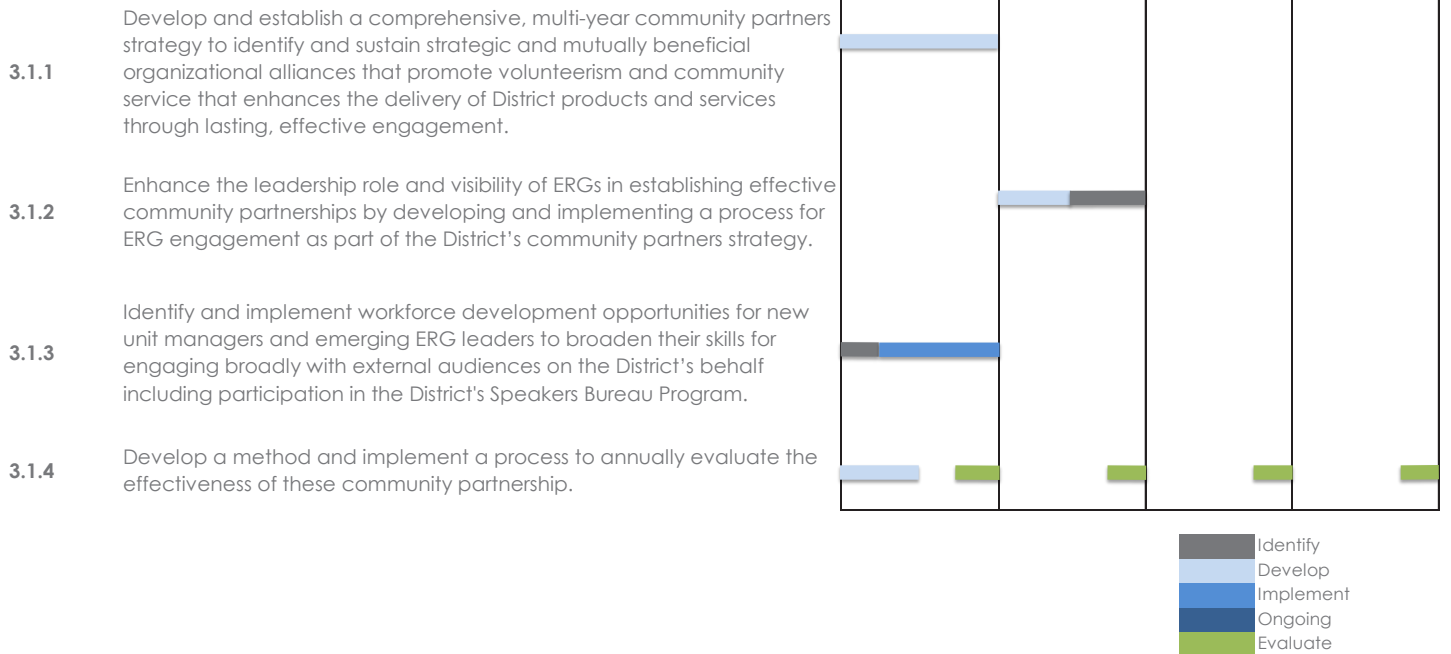 Develop and establish a comprehensive, multi-year community partners
strategy to identify and sustain strategic and mutually beneficial
3.1.1 organizational alliances that promote volunteerism and community
service that enhances the delivery of District products and services
through lasting, effective engagement.
Enhance the leadership role and visibility of ERGs in establishing effective
3.1.2 community partnerships by developing and implementing a process for
ERG engagement as part of the District’s community partners strategy.
Identify and implement workforce development opportunities for new
unit managers and emerging ERG leaders to broaden their skills for
3.1.3 engaging broadly with external audiences on the District’s behalf
including participation in the District's Speakers Bureau Program.
3.1.4 Develop a method and implement a process to annually evaluate the
effectiveness of these community partnership.
Identify
Develop
Implement
Ongoing
Evaluate